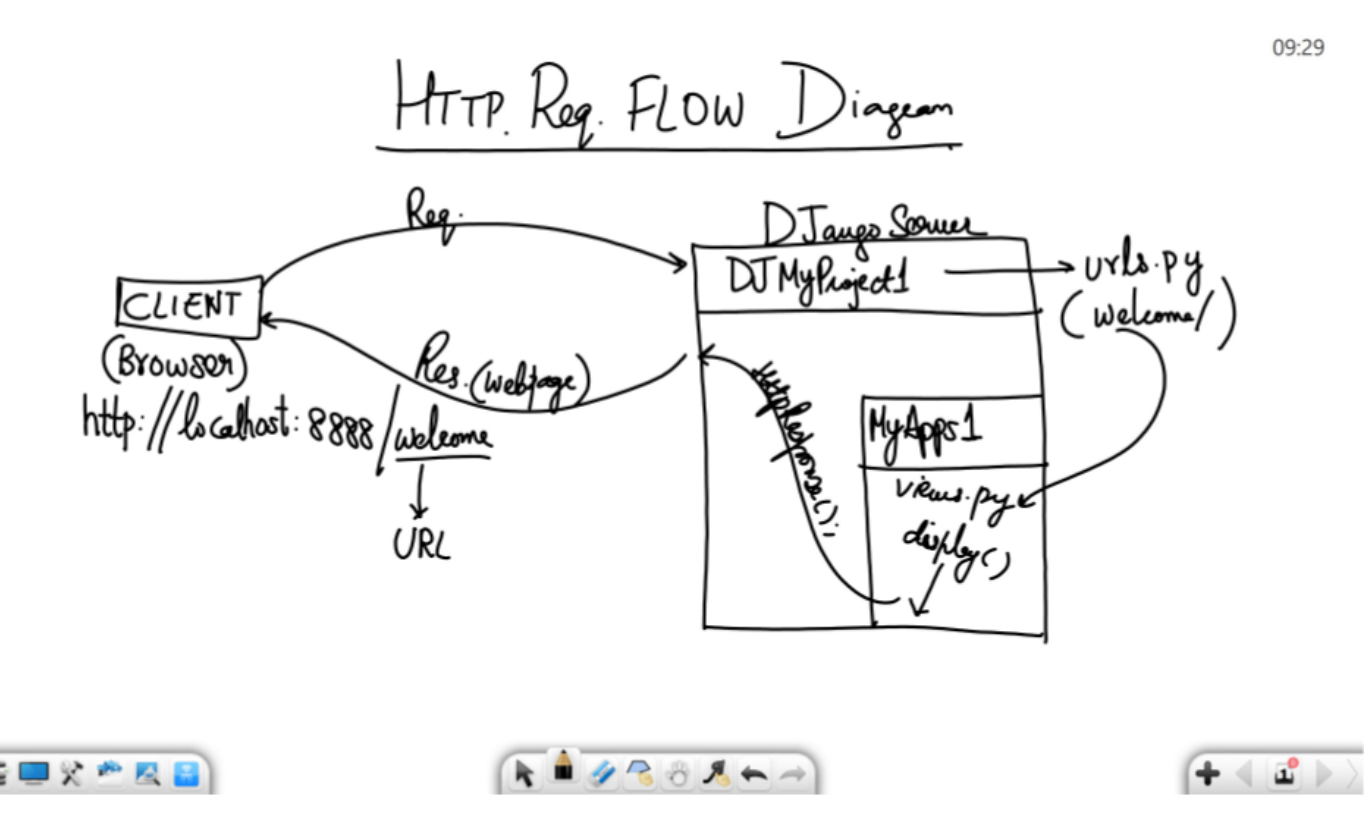 09:29
HTTP. Req. FLOW Diagram
Req.
DJango Server
DJMyProject1
urls.py
(welcome/)
CLIENT
(Browser)
Res. (Webpage)
http://localhost:8888/welcome
URL
HttpResponse();
MyApps1
views.py
display()
1